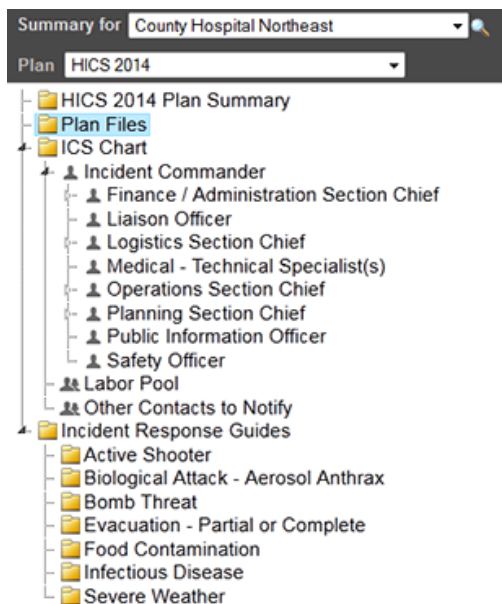 Summary for County Hospital Northeast
Plan HICS 2014
HICS 2014 Plan Summary
Plan Files
ICS Chart
Incident Commander
Finance / Administration Section Chief
Liaison Officer
Logistics Section Chief
Medical - Technical Specialist(s)
Operations Section Chief
Planning Section Chief
Public Information Officer
Safety Officer
Labor Pool
Other Contacts to Notify
Incident Response Guides
Active Shooter
Biological Attack - Aerosol Anthrax
Bomb Threat
Evacuation - Partial or Complete
Food Contamination
Infectious Disease
Severe Weather